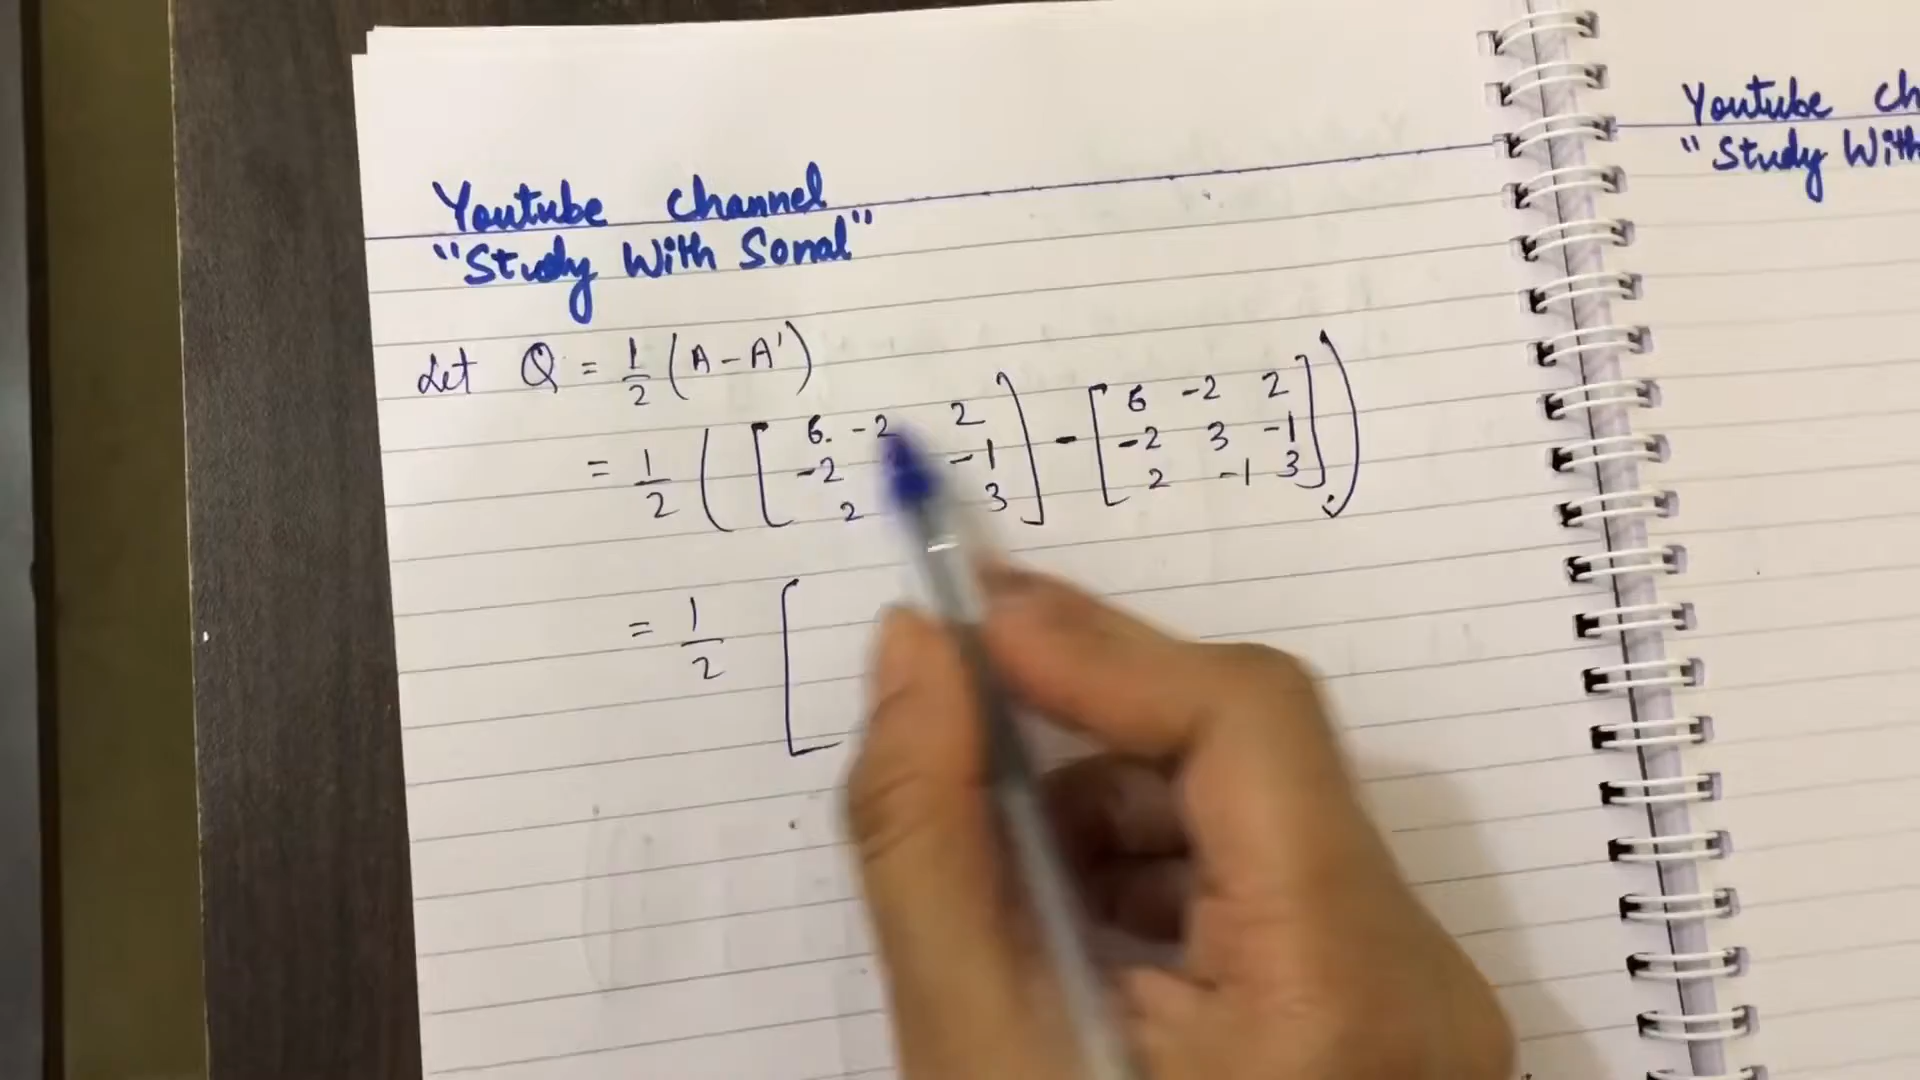 Youtube Channel
"Study With Sonal"
Let Q = 1/2 (A - A')
= 1/2 ( [ 6. -2 2
-2 -1
2 3 ] - [ 6 -2 2
-2 3 -1
2 -1 3 ] )
= 1/2 [
Youtube Ch
"Study With